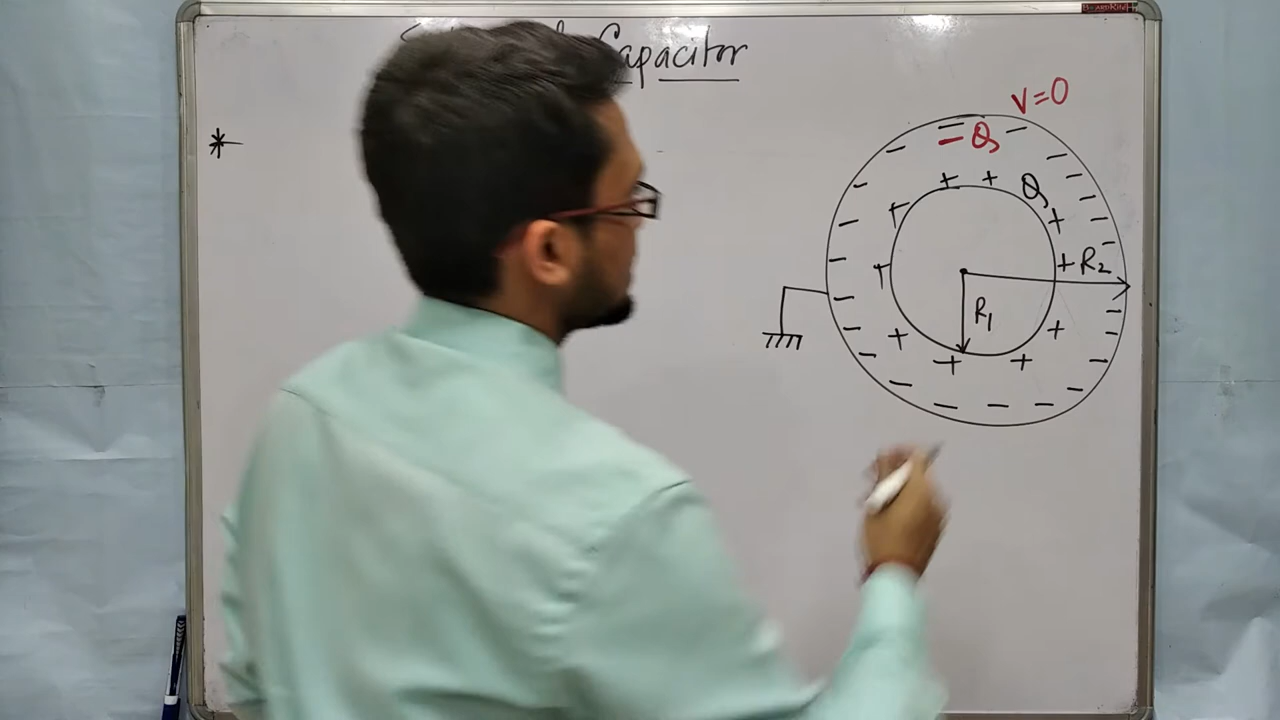 Capacitor
V=0
= Q
Q
R2
R1